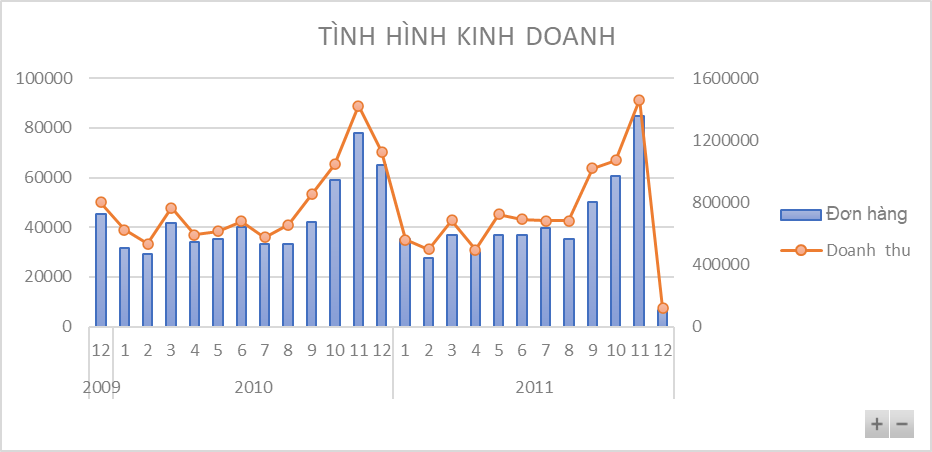 TÌNH HÌNH KINH DOANH
100000 1600000
80000 1200000
60000 800000
40000 400000
20000 0
0
Đơn hàng
Doanh thu
12 1 2 3 4 5 6 7 8 9 10 11 12 1 2 3 4 5 6 7 8 9 10 11 12
2009 2010 2011
+ −